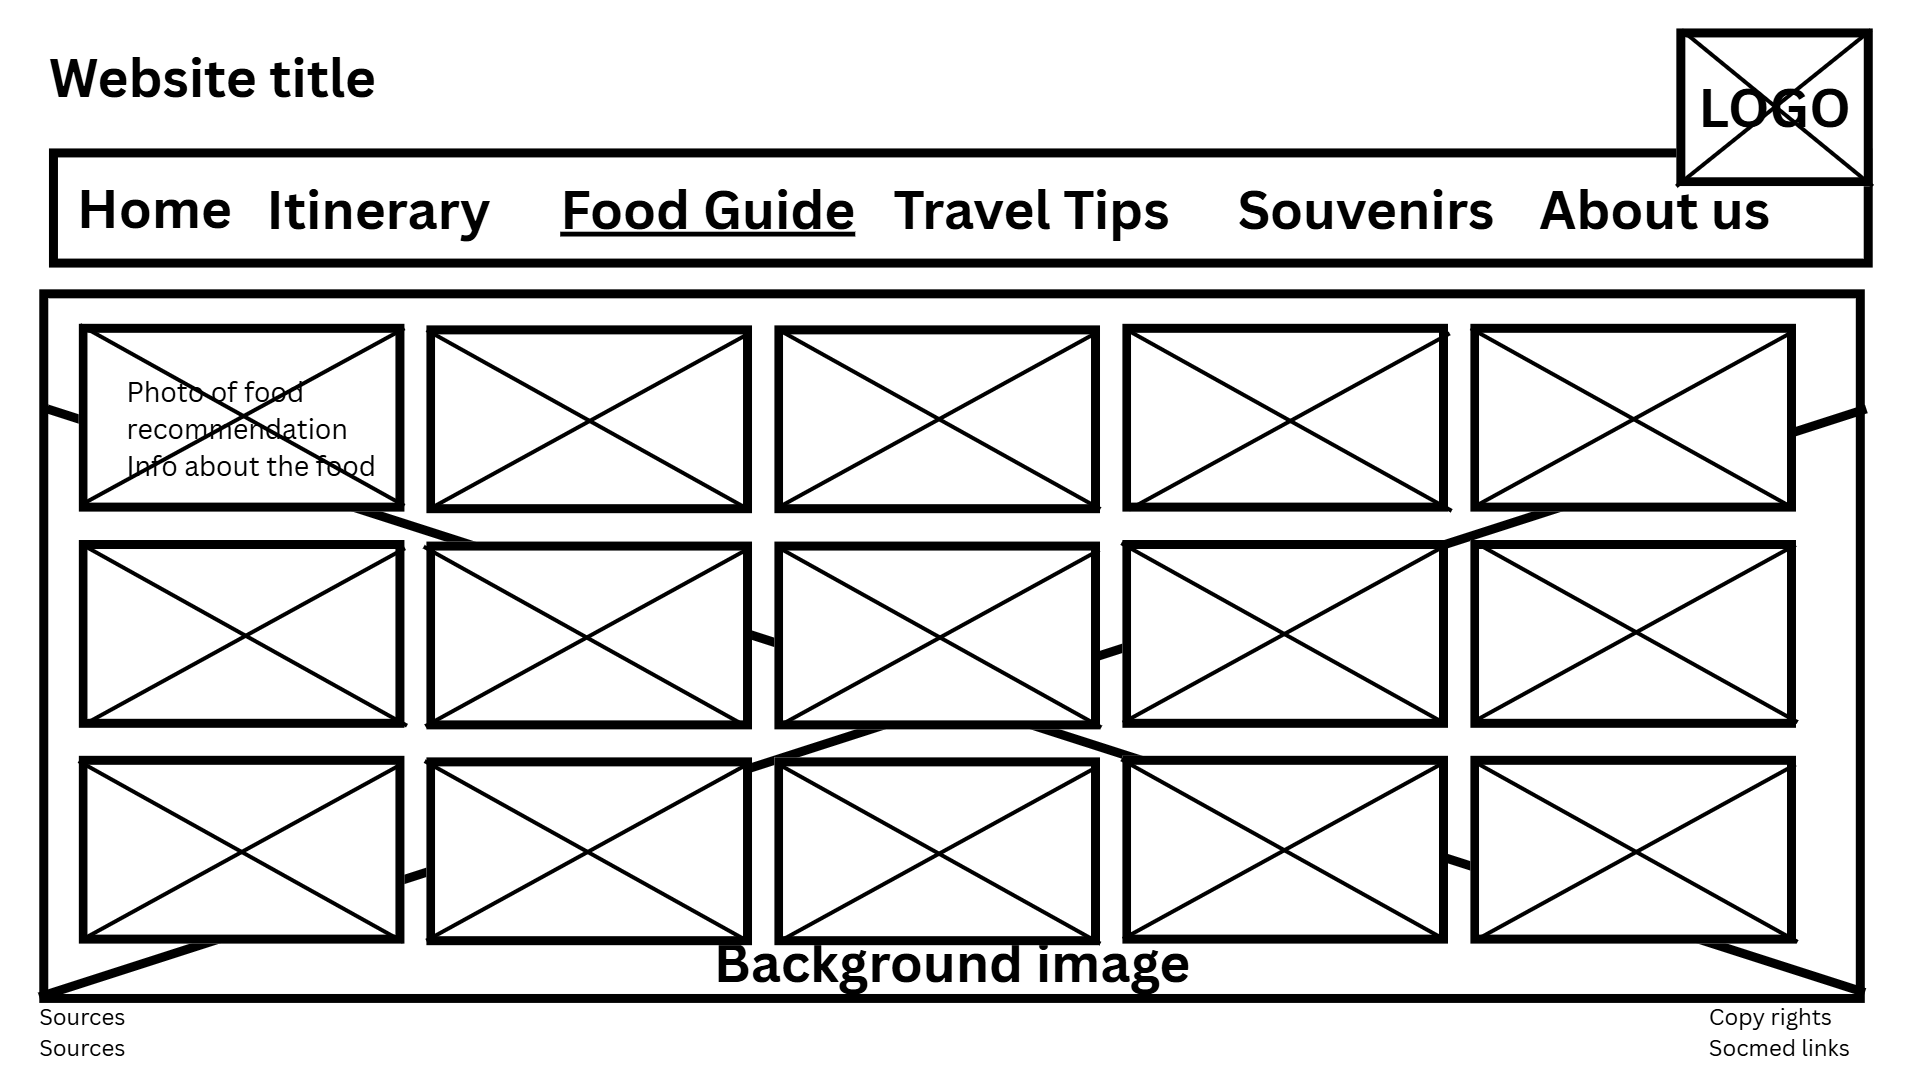 Website title
LOGO
Home Itinerary Food Guide Travel Tips Souvenirs About us
Photo of food
recommendation
Info about the food
Background image
Sources
Sources
Copy rights
Socmed links